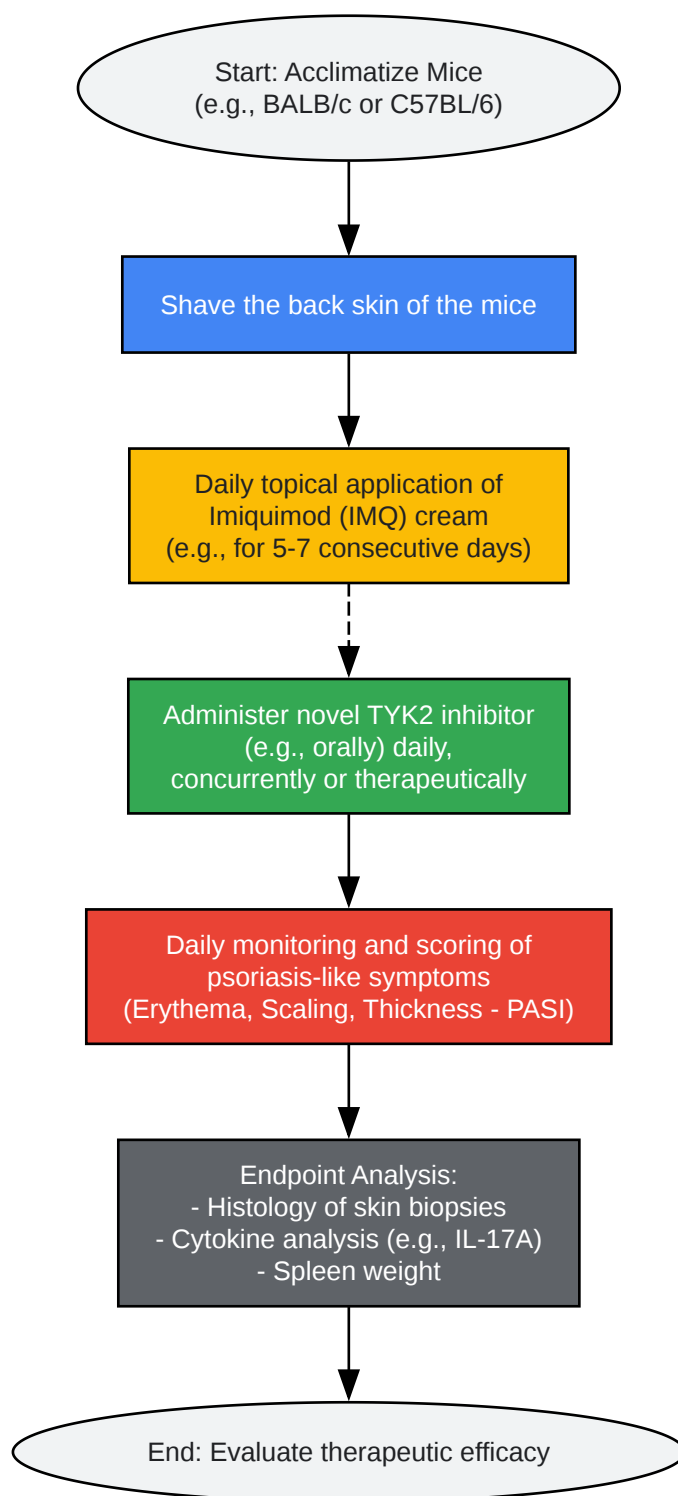 Start: Acclimatize Mice
(e.g., BALB/c or C57BL/6)
Shave the back skin of the mice
Daily topical application of
Imiquimod (IMQ) cream
(e.g., for 5-7 consecutive days)
Administer novel TYK2 inhibitor
(e.g., orally) daily,
concurrently or therapeutically
Daily monitoring and scoring of
psoriasis-like symptoms
(Erythema, Scaling, Thickness - PASI)
Endpoint Analysis:
- Histology of skin biopsies
- Cytokine analysis (e.g., IL-17A)
- Spleen weight
End: Evaluate therapeutic efficacy